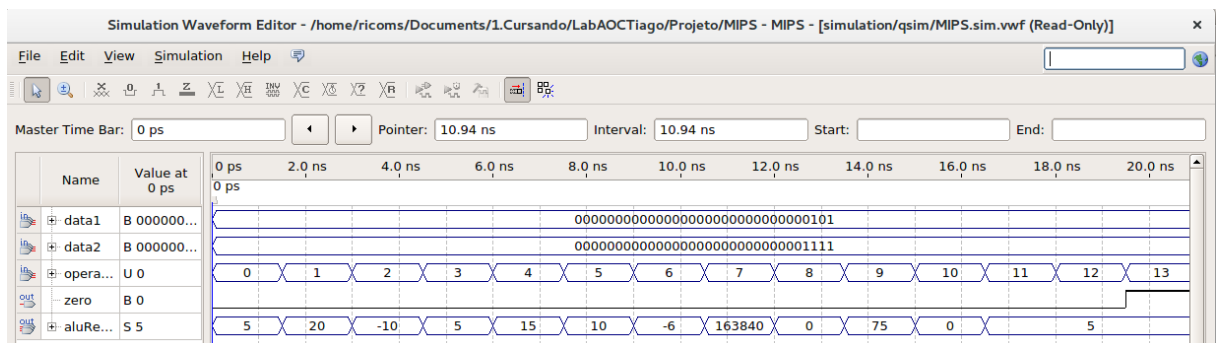 Simulation Waveform Editor - /home/ricoms/Documents/1.Cursando/LabAOCTiago/Projeto/MIPS - MIPS - [simulation/qsim/MIPS.sim.vwf (Read-Only)]
File Edit View Simulation Help
Master Time Bar: 0 ps Pointer: 10.94 ns Interval: 10.94 ns Start: End:
Name Value at 0 ps
0 ps 2.0 ns 4.0 ns 6.0 ns 8.0 ns 10.0 ns 12.0 ns 14.0 ns 16.0 ns 18.0 ns 20.0 ns
0 ps
data1 B 000000... 00000000000000000000000000000101
data2 B 000000... 00000000000000000000000000001111
opera... U 0 0 1 2 3 4 5 6 7 8 9 10 11 12 13
zero B 0
aluRe... S 5 5 20 -10 5 15 10 -6 163840 0 75 0 5